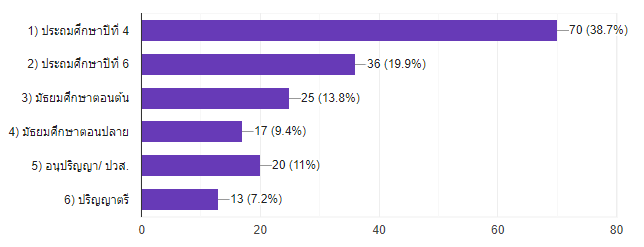 1) ประถมศึกษาปีที่ 4
70 (38.7%)
2) ประถมศึกษาปีที่ 6
36 (19.9%)
3) มัธยมศึกษาตอนต้น
25 (13.8%)
4) มัธยมศึกษาตอนปลาย
17 (9.4%)
5) อนุปริญญา/ ปวส.
20 (11%)
6) ปริญญาตรี
13 (7.2%)
0 20 40 60 80